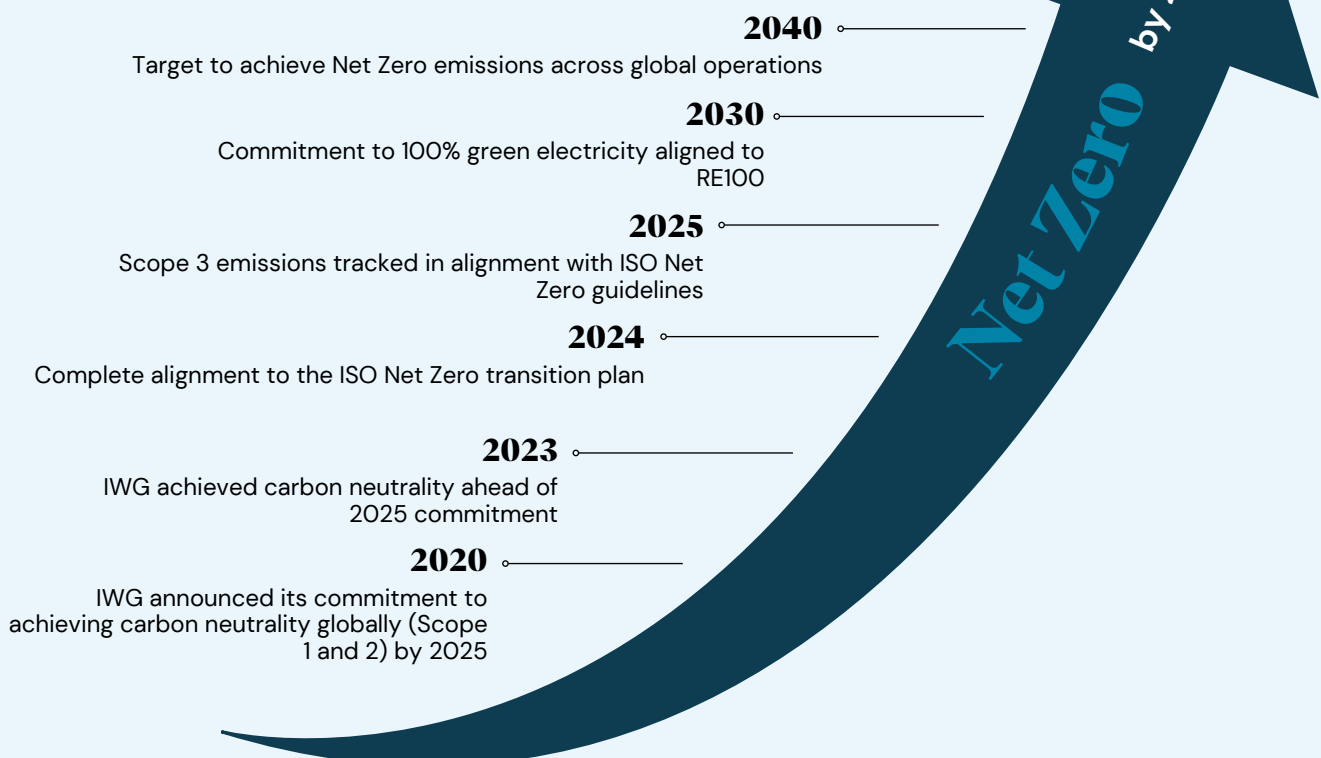 2040
Target to achieve Net Zero emissions across global operations
2030
Commitment to 100% green electricity aligned to
RE100
2025
Scope 3 emissions tracked in alignment with ISO Net
Zero guidelines
2024
Complete alignment to the ISO Net Zero transition plan
2023
IWG achieved carbon neutrality ahead of
2025 commitment
2020
IWG announced its commitment to
achieving carbon neutrality globally (Scope
1 and 2) by 2025
Net Zero by